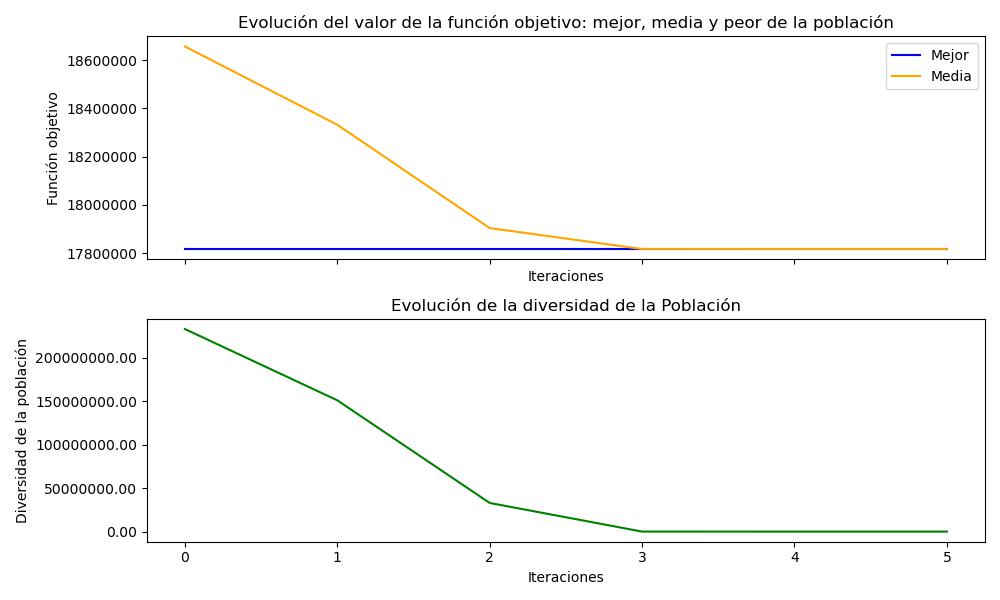 Evolución del valor de la función objetivo: mejor, media y peor de la población
Función objetivo
18600000
18400000
18200000
18000000
17800000
Mejor
Media
Iteraciones
Evolución de la diversidad de la Población
Diversidad de la población
200000000.00
150000000.00
100000000.00
50000000.00
0.00
0 1 2 3 4 5
Iteraciones